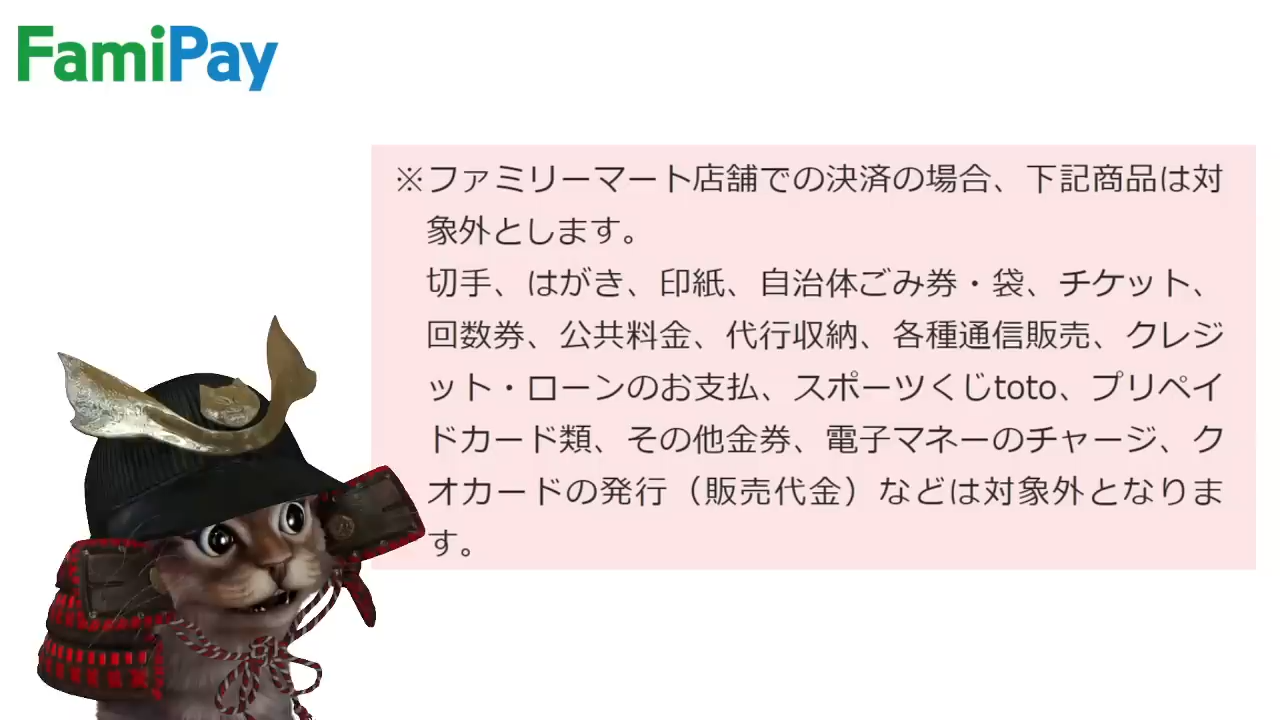 FamiPay
※ファミリーマート店舗での決済の場合、下記商品は対
象外とします。
切手、はがき、印紙、自治体ごみ券・袋、チケット、
回数券、公共料金、代行収納、各種通信販売、クレジ
ット・ローンのお支払、スポーツくじtoto、プリペイ
ドカード類、その他金券、電子マネーのチャージ、ク
オカードの発行（販売代金）などは対象外となりま
す。